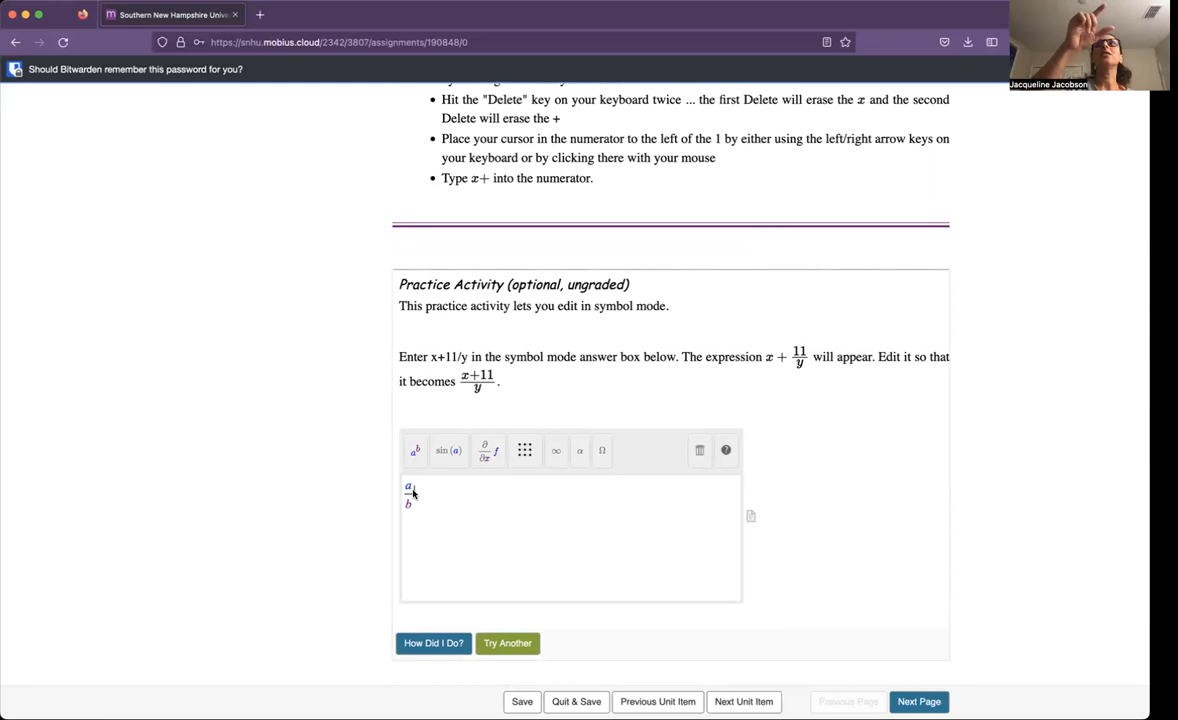 Southern New Hampshire Unive
https://snhu.mobius.cloud/2342/3807/assignments/190848/0
Jacqueline Jacobson
Should Bitwarden remember this password for you?
Hit the "Delete" key on your keyboard twice ... the first Delete will erase the x and the second
Delete will erase the +
Place your cursor in the numerator to the left of the 1 by either using the left/right arrow keys on
your keyboard or by clicking there with your mouse
Type x+ into the numerator.
Practice Activity (optional, ungraded)
This practice activity lets you edit in symbol mode.
Enter x+11/y in the symbol mode answer box below. The expression x + 11/y will appear. Edit it so that
it becomes x+11/y .
a^b sin (a) ∂/∂x f ∞ α Ω ?
a
b
How Did I Do? Try Another
Save Quit & Save Previous Unit Item Next Unit Item Previous Page Next Page